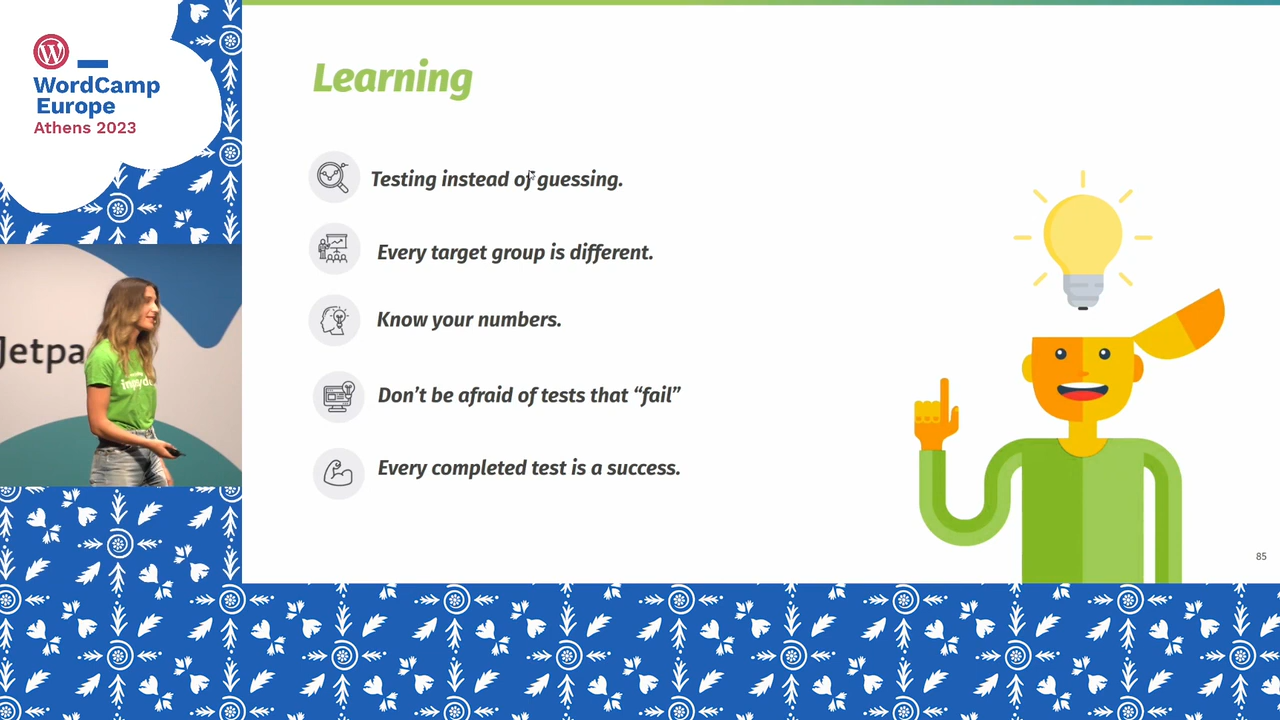 WordCamp
Europe
Athens 2023
Learning
Testing instead of guessing.
Every target group is different.
Know your numbers.
Don’t be afraid of tests that “fail”
Every completed test is a success.
85
Jetpa